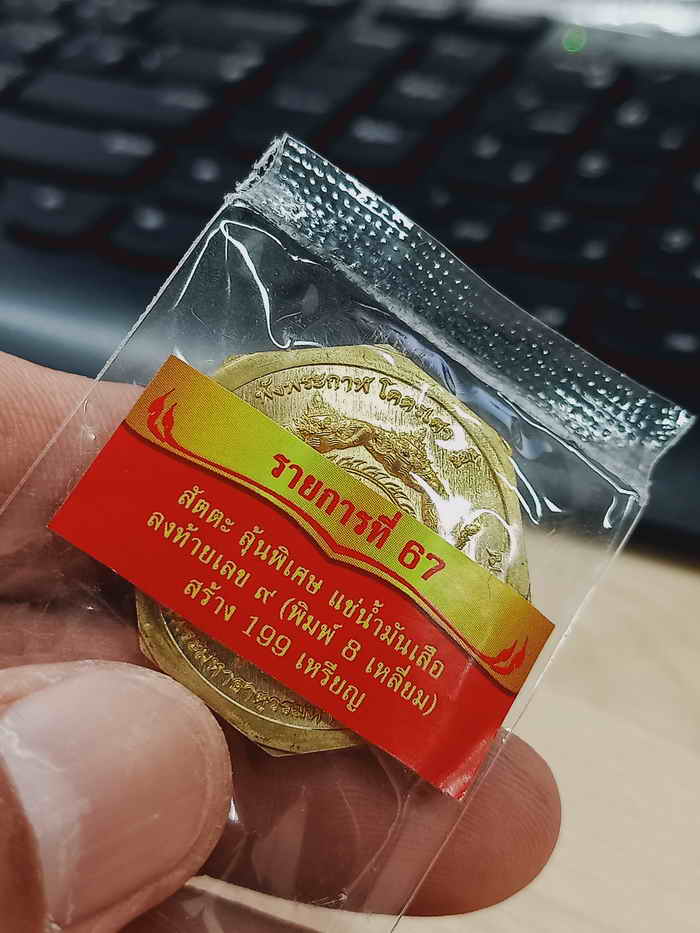 รายการที่ 67
สัตตะ ลุ้นพิเศษ แช่น้ำมันเสือ
ลงท้ายเลข ๙ (พิมพ์ 8 เหลี่ยม)
สร้าง 199 เหรียญ